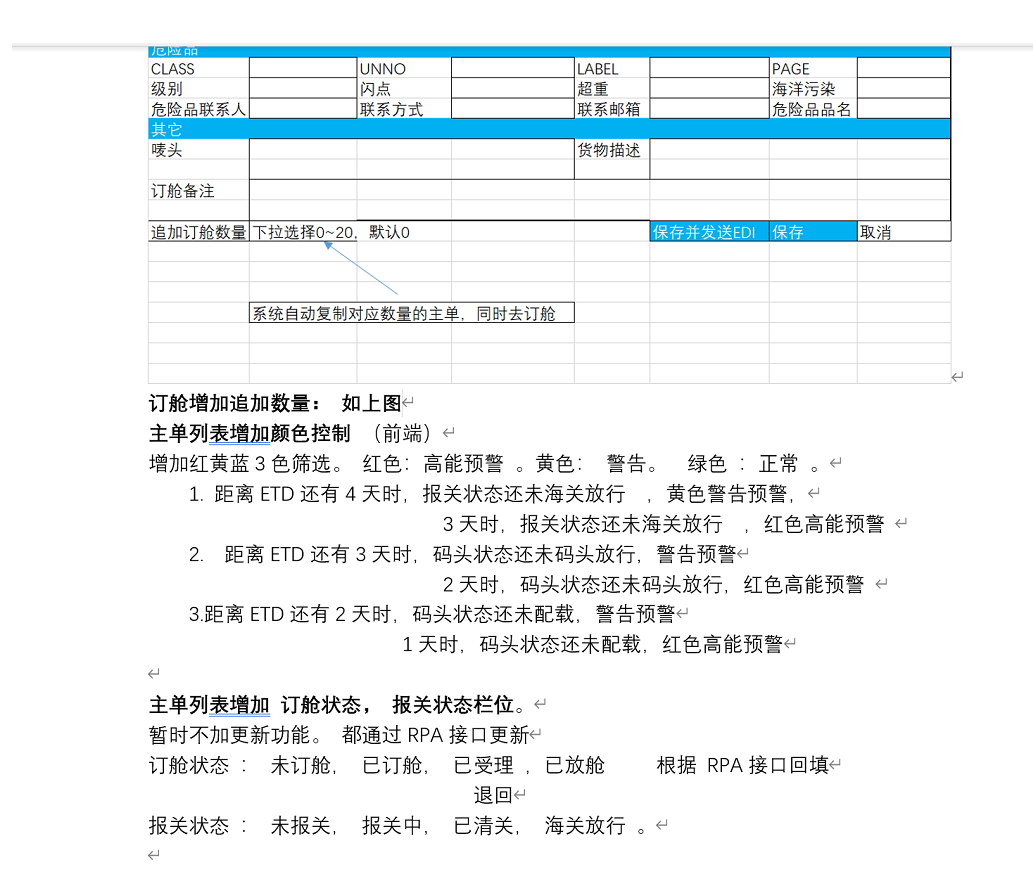 危险品
CLASS UNNO LABEL PAGE
级别 闪点 超重 海洋污染
危险品联系人 联系方式 联系邮箱 危险品品名
其它
唛头 货物描述
订舱备注
追加订舱数量 下拉选择0~20，默认0 保存并发送EDI 保存 取消
系统自动复制对应数量的主单，同时去订舱
订舱增加追加数量： 如上图
主单列表增加颜色控制 （前端）
增加红黄蓝 3 色筛选。 红色：高能预警 。黄色： 警告。 绿色 ：正常 。
1. 距离 ETD 还有 4 天时，报关状态还未海关放行 ，黄色警告预警，
3 天时，报关状态还未海关放行 ，红色高能预警
2. 距离 ETD 还有 3 天时，码头状态还未码头放行，警告预警
2 天时，码头状态还未码头放行，红色高能预警
3.距离 ETD 还有 2 天时，码头状态还未配载，警告预警
1 天时，码头状态还未配载，红色高能预警
主单列表增加 订舱状态， 报关状态栏位。
暂时不加更新功能。 都通过 RPA 接口更新
订舱状态 ： 未订舱， 已订舱， 已受理 ，已放舱 根据 RPA 接口回填
退回
报关状态 ： 未报关， 报关中， 已清关， 海关放行 。